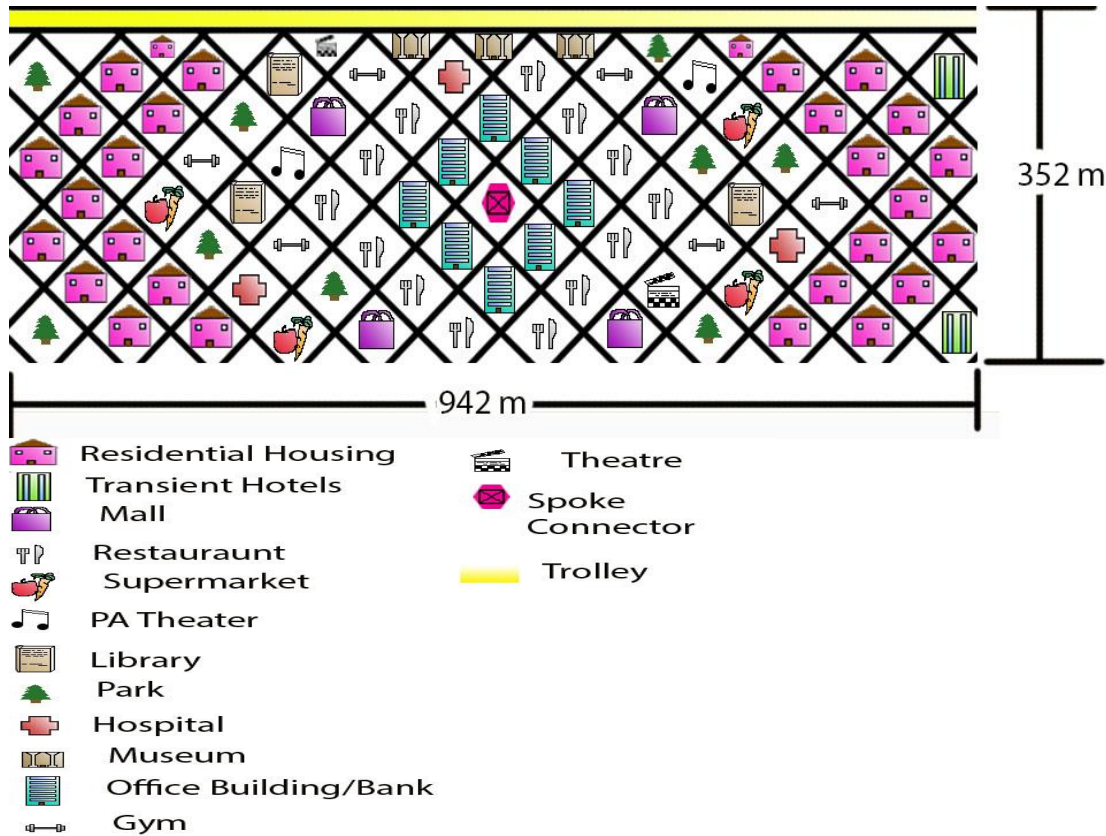 352 m
942 m
Residential Housing
Transient Hotels
Mall
Restauraunt
Supermarket
PA Theater
Library
Park
Hospital
Museum
Office Building/Bank
Gym
Theatre
Spoke
Connector
Trolley